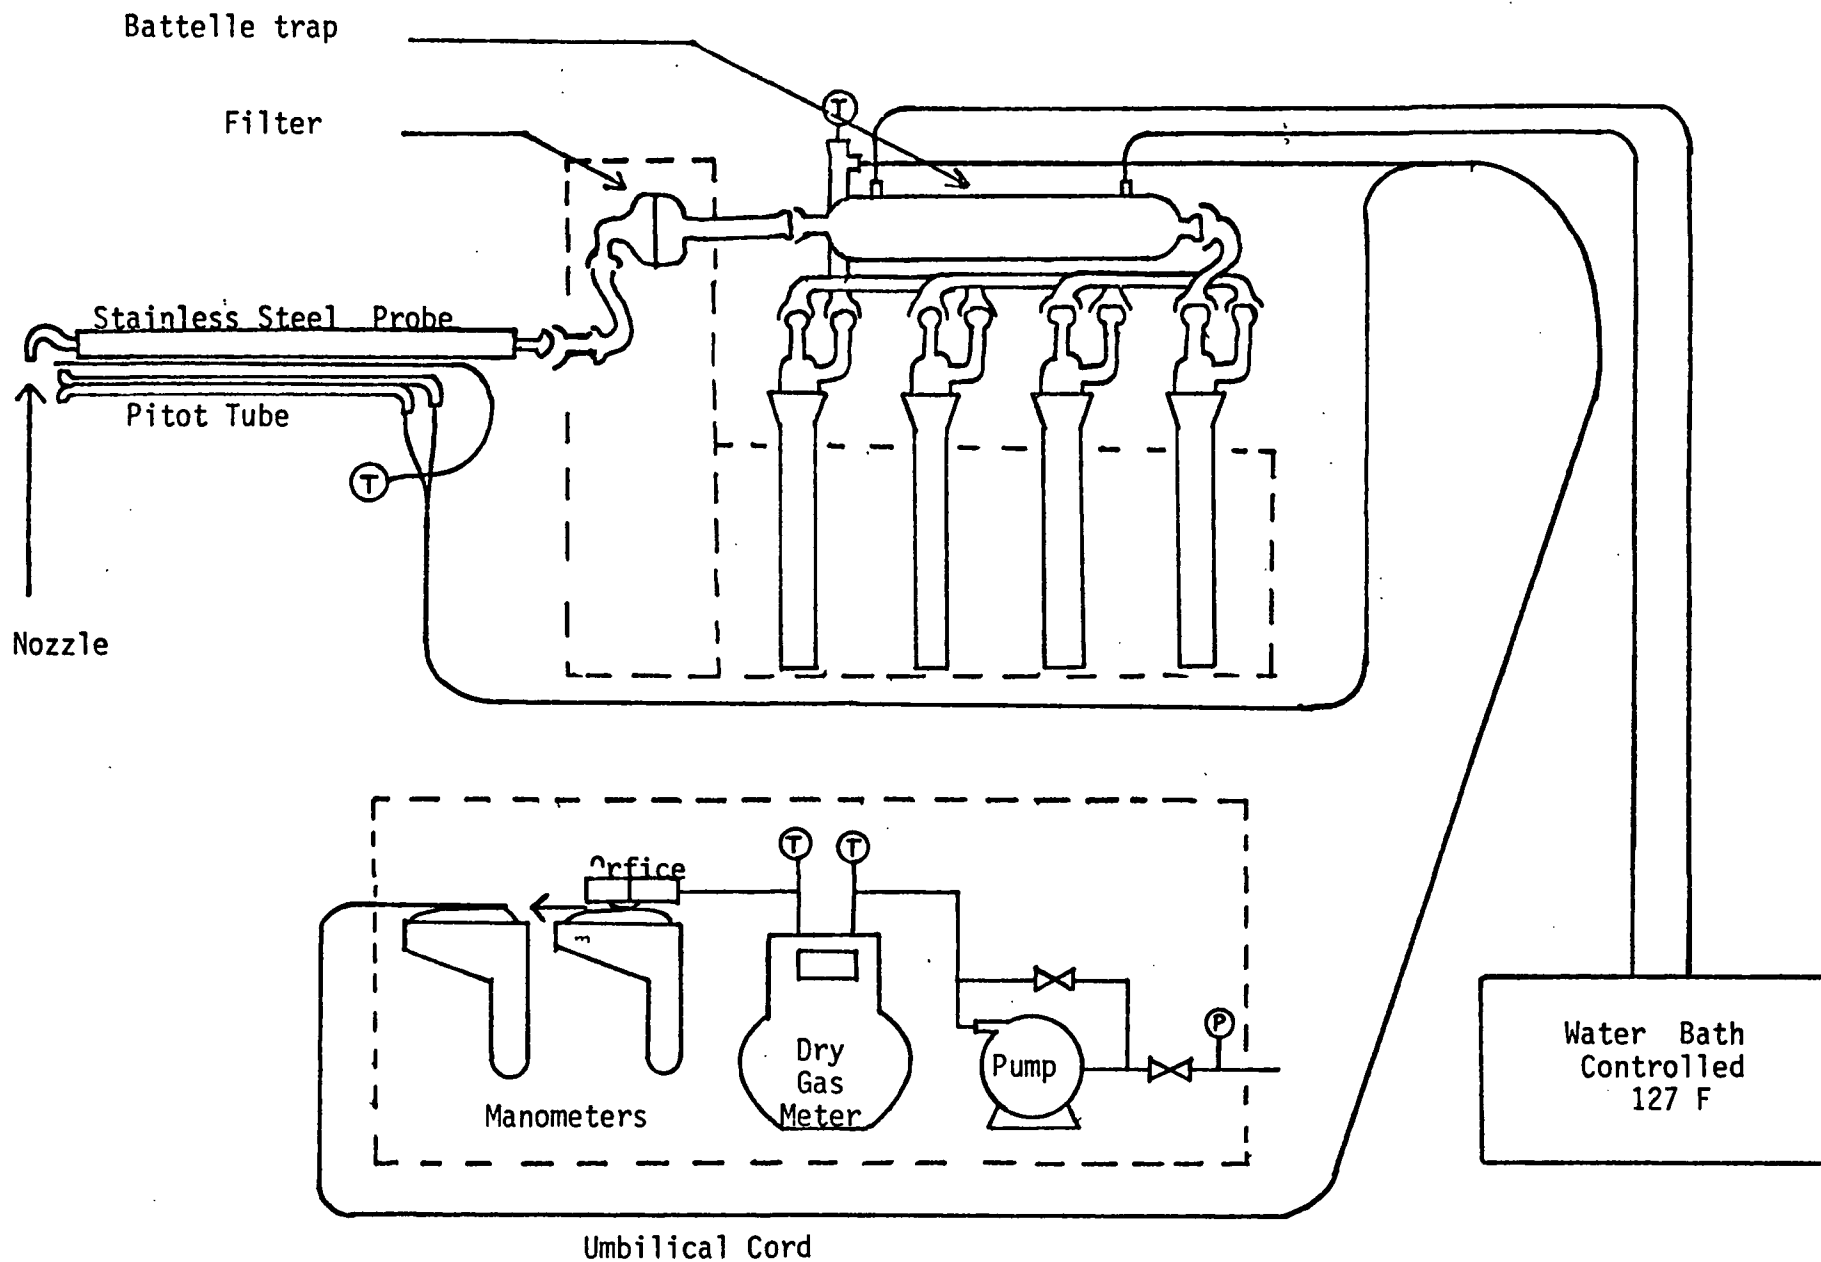 Battelle trap
Filter
T
Stainless Steel Probe
Pitot Tube
T
Nozzle
T
T
Orfice
P
Dry
Gas
Meter
Pump
Manometers
Water Bath
Controlled
127 F
Umbilical Cord